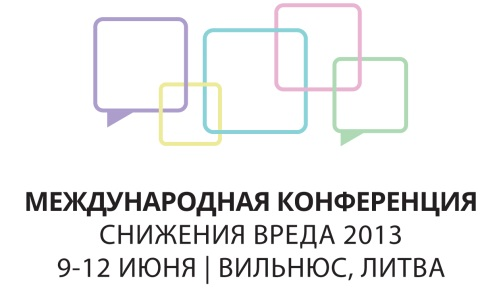 МЕЖДУНАРОДНАЯ КОНФЕРЕНЦИЯ
СНИЖЕНИЯ ВРЕДА 2013
9-12 ИЮНЯ | ВИЛЬНЮС, ЛИТВА